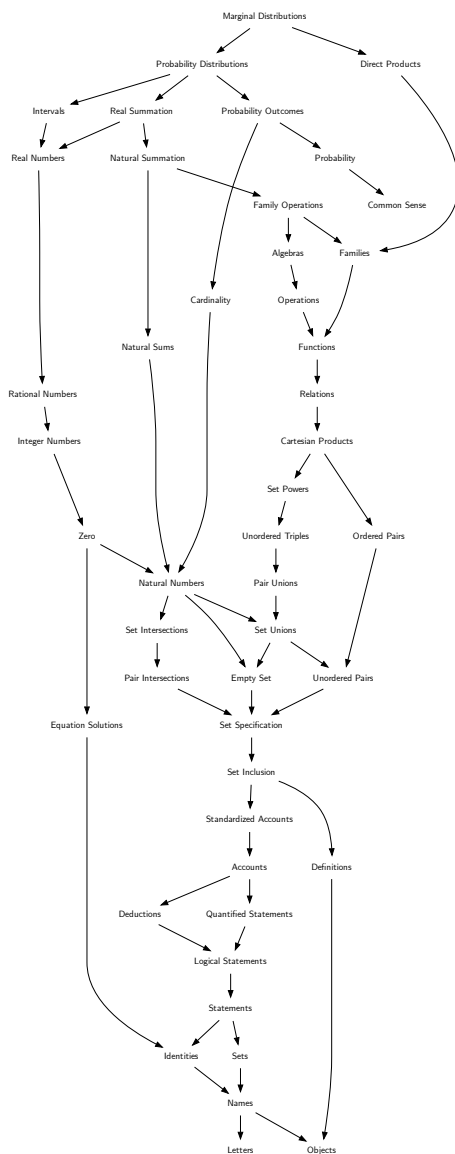 Marginal Distributions
Probability Distributions
Direct Products
Intervals
Real Summation
Probability Outcomes
Real Numbers
Natural Summation
Probability
Family Operations
Common Sense
Algebras
Families
Cardinality
Operations
Natural Sums
Functions
Rational Numbers
Relations
Integer Numbers
Cartesian Products
Set Powers
Zero
Unordered Triples
Ordered Pairs
Natural Numbers
Pair Unions
Set Intersections
Set Unions
Pair Intersections
Empty Set
Unordered Pairs
Equation Solutions
Set Specification
Set Inclusion
Standardized Accounts
Accounts
Definitions
Deductions
Quantified Statements
Logical Statements
Statements
Identities
Sets
Names
Letters
Objects